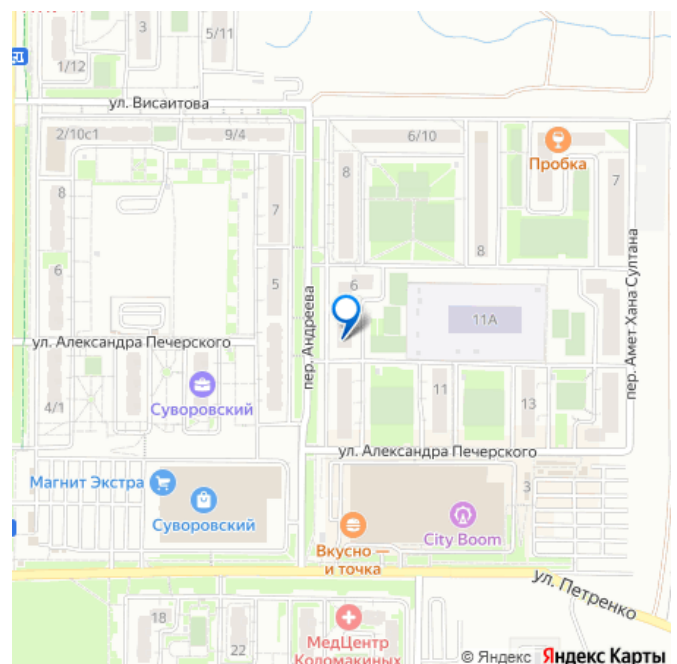 3
5/11
1/12
ул. Висаитова
2/10с1
9/4
6/10
Пробка
8
8
7
7
8
6
5
6
11А
пер. Андреева
пер. Амет Хана Султана
ул. Александра Печерского
Суворовский
4/1
11
13
ул. Александра Печерского
Магнит Экстра
Суворовский
City Boom
3
Вкусно —
и точка
ул. Петренко
18
22
МедЦентр
Коломакиных
© Яндекс Яндекс Карты